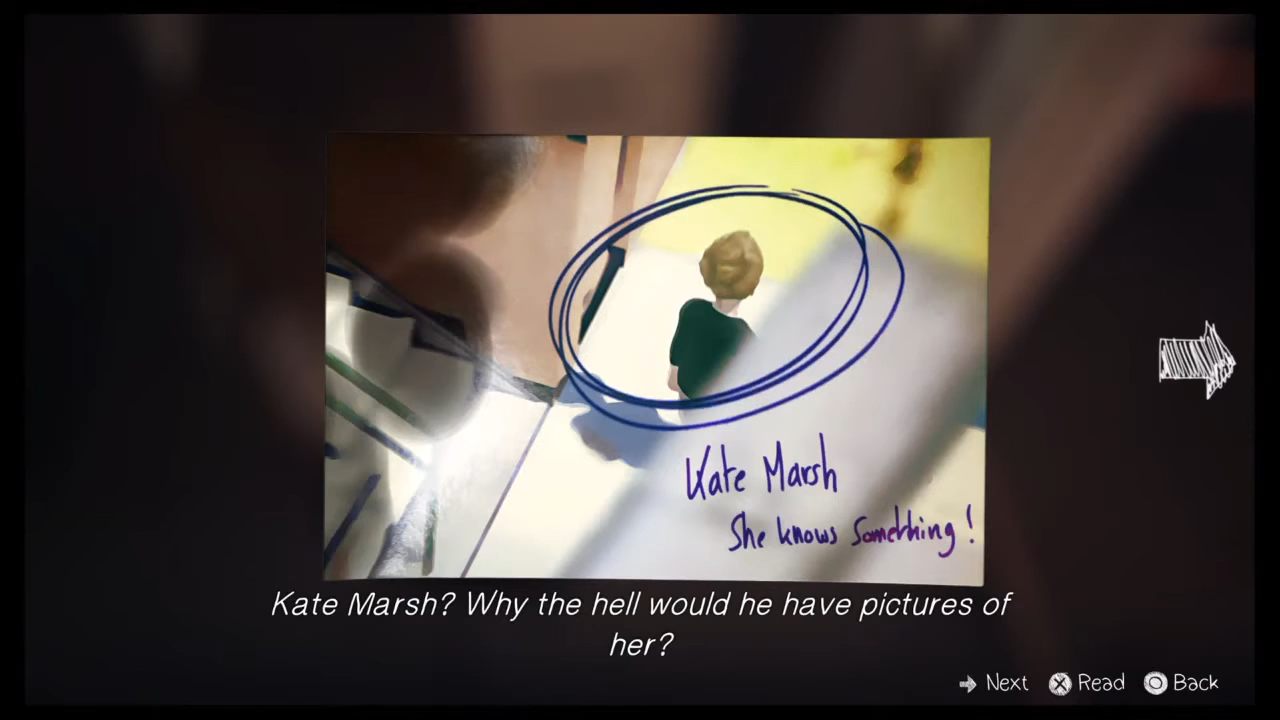 Kate Marsh
She knows something!
Kate Marsh? Why the hell would he have pictures of
her?
Next Read Back